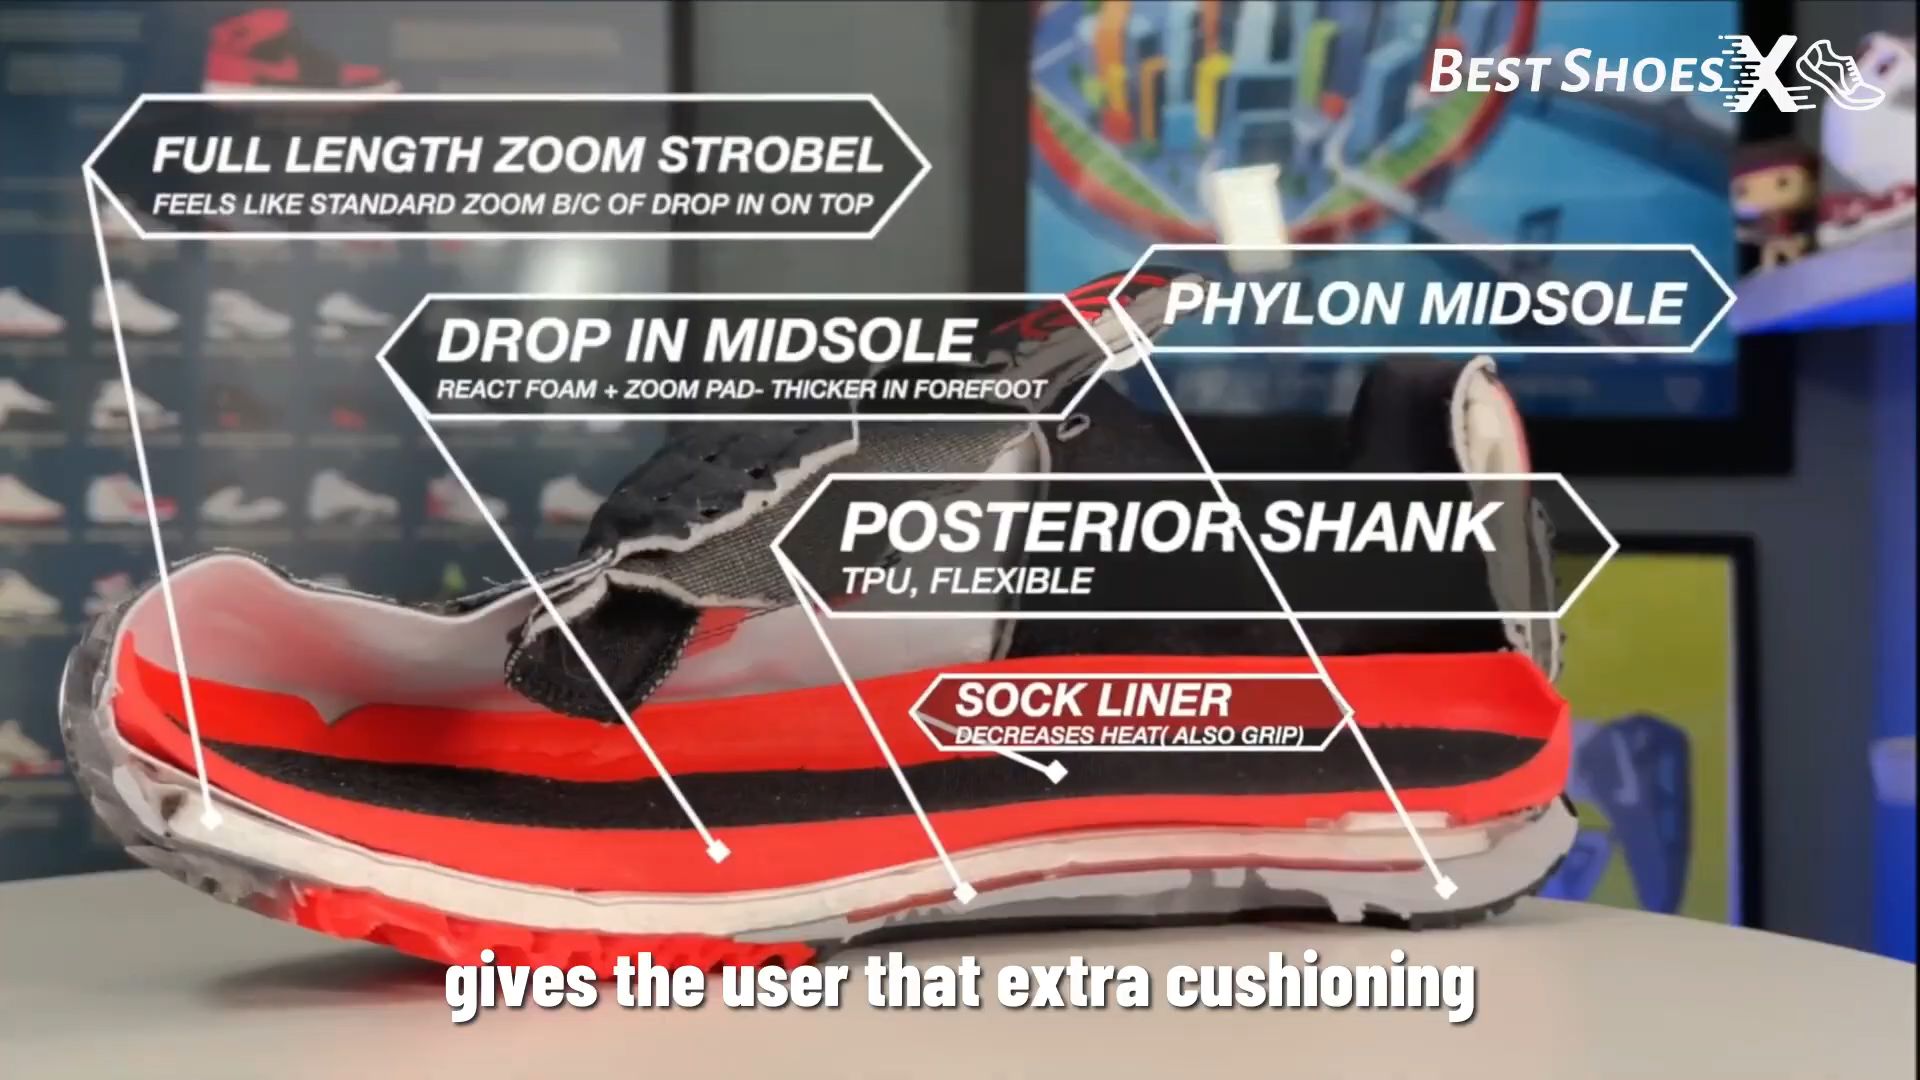 BEST SHOES X
FULL LENGTH ZOOM STROBEL
FEELS LIKE STANDARD ZOOM B/C OF DROP IN ON TOP
PHYLON MIDSOLE
DROP IN MIDSOLE
REACT FOAM + ZOOM PAD- THICKER IN FOREFOOT
POSTERIOR SHANK
TPU, FLEXIBLE
SOCK LINER
DECREASES HEAT( ALSO GRIP)
gives the user that extra cushioning